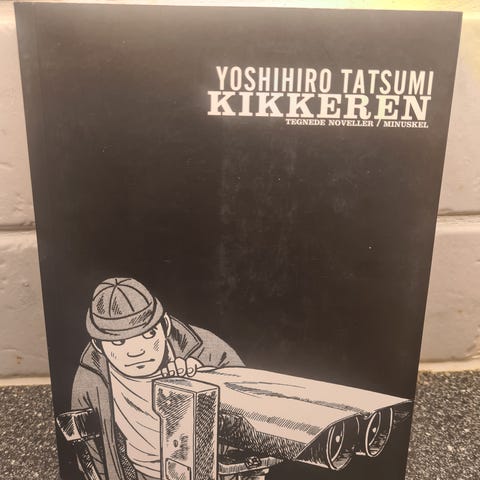 YOSHIHIRO TATSUMI
KIKKEREN
TEGNEDE NOVELLER / MINUSKEL